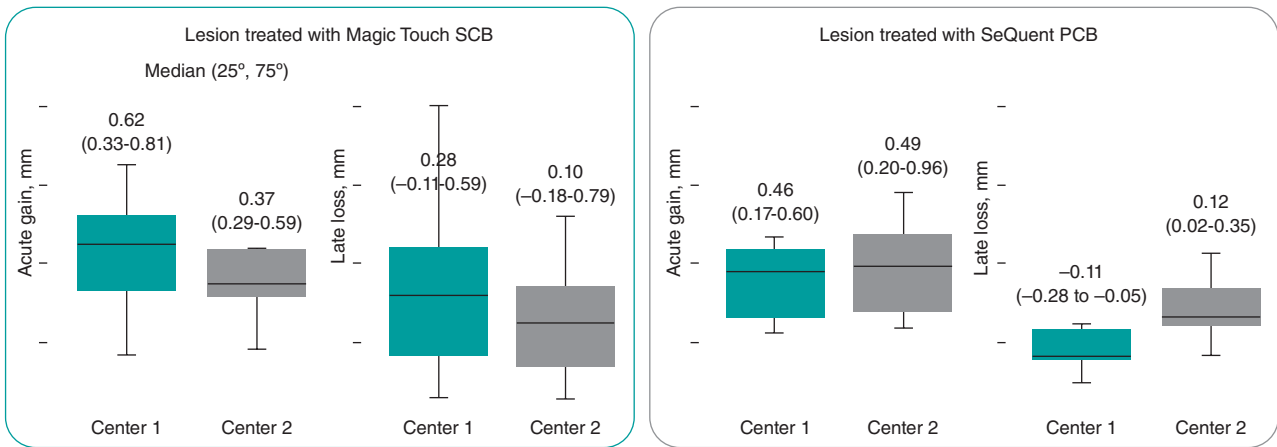 Lesion treated with Magic Touch SCB
Median (25º, 75º)
Acute gain, mm
0.62
(0.33-0.81)
0.37
(0.29-0.59)
Center 1
Center 2
Late loss, mm
0.28
(–0.11-0.59)
0.10
(–0.18-0.79)
Center 1
Center 2
Lesion treated with SeQuent PCB
Acute gain, mm
0.46
(0.17-0.60)
0.49
(0.20-0.96)
Center 1
Center 2
Late loss, mm
–0.11
(–0.28 to –0.05)
0.12
(0.02-0.35)
Center 1
Center 2